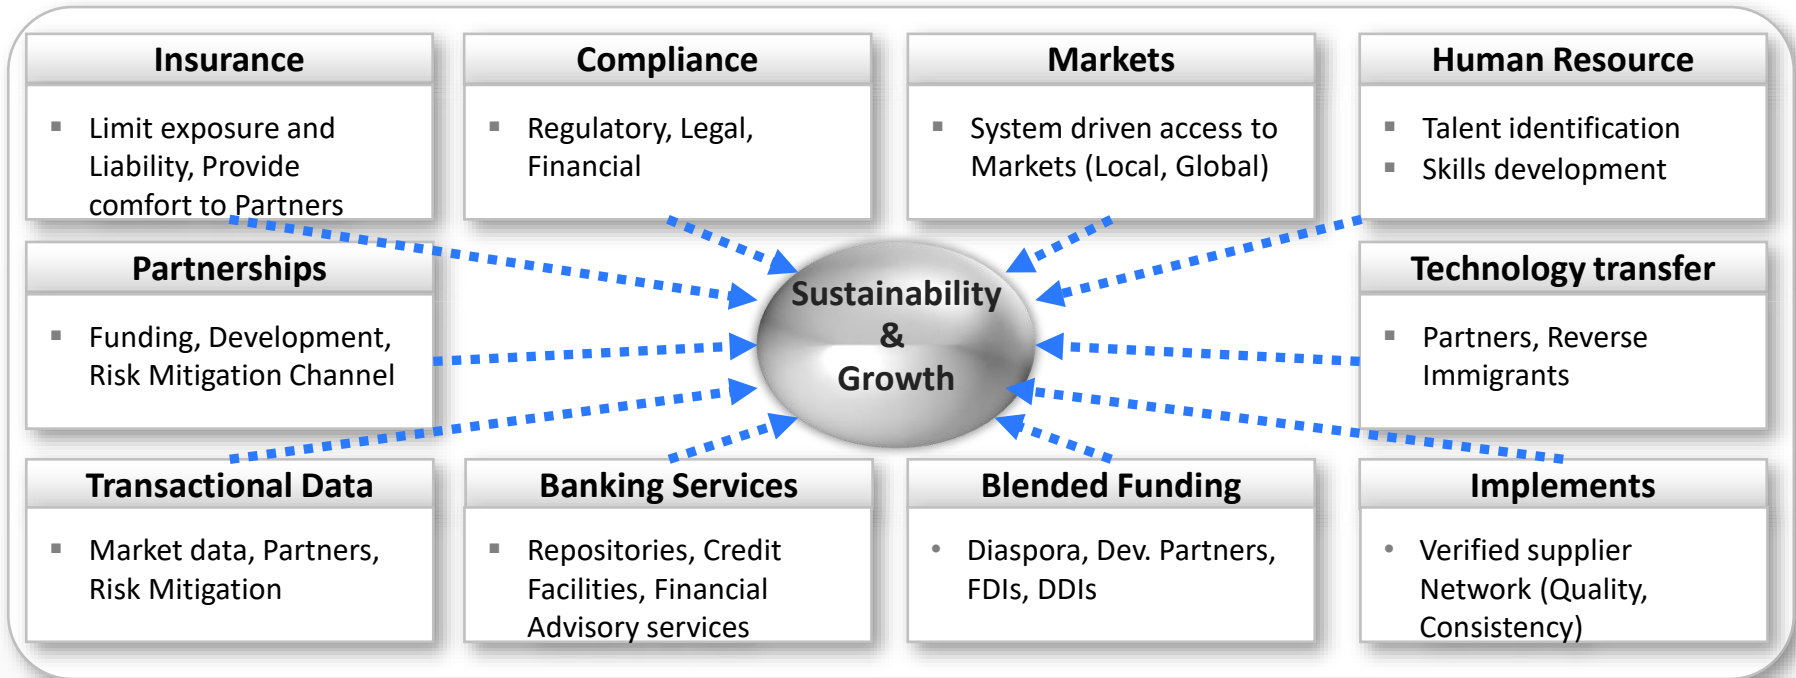 Insurance
Limit exposure and
Liability, Provide
comfort to Partners
Compliance
Regulatory, Legal,
Financial
Markets
System driven access to
Markets (Local, Global)
Human Resource
Talent identification
Skills development
Partnerships
Funding, Development,
Risk Mitigation Channel
Sustainability
&
Growth
Technology transfer
Partners, Reverse
Immigrants
Transactional Data
Market data, Partners,
Risk Mitigation
Banking Services
Repositories, Credit
Facilities, Financial
Advisory services
Blended Funding
Diaspora, Dev. Partners,
FDIs, DDIs
Implements
Verified supplier
Network (Quality,
Consistency)